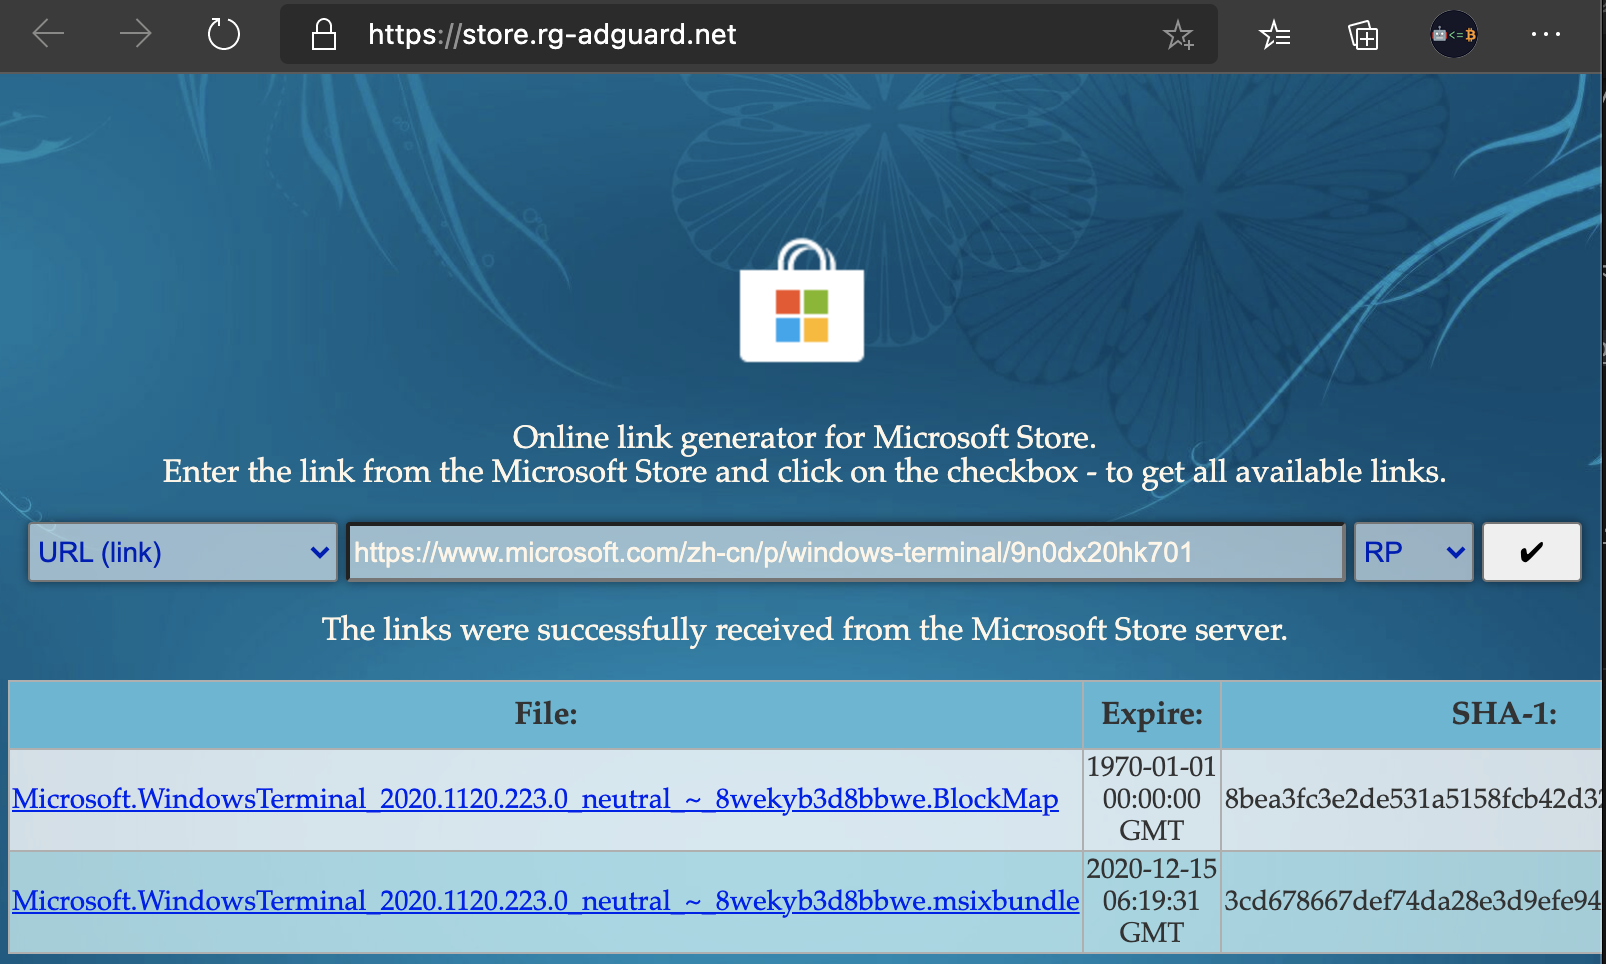 https://store.rg-adguard.net
Online link generator for Microsoft Store.
Enter the link from the Microsoft Store and click on the checkbox - to get all available links.
URL (link) https://www.microsoft.com/zh-cn/p/windows-terminal/9n0dx20hk701 RP ✔
The links were successfully received from the Microsoft Store server.
File: Expire: SHA-1:
Microsoft.WindowsTerminal_2020.1120.223.0_neutral_~_8wekyb3d8bbwe.BlockMap
1970-01-01
00:00:00
GMT
8bea3fc3e2de531a5158fcb42d32
Microsoft.WindowsTerminal_2020.1120.223.0_neutral_~_8wekyb3d8bbwe.msixbundle
2020-12-15
06:19:31
GMT
3cd678667def74da28e3d9efe94